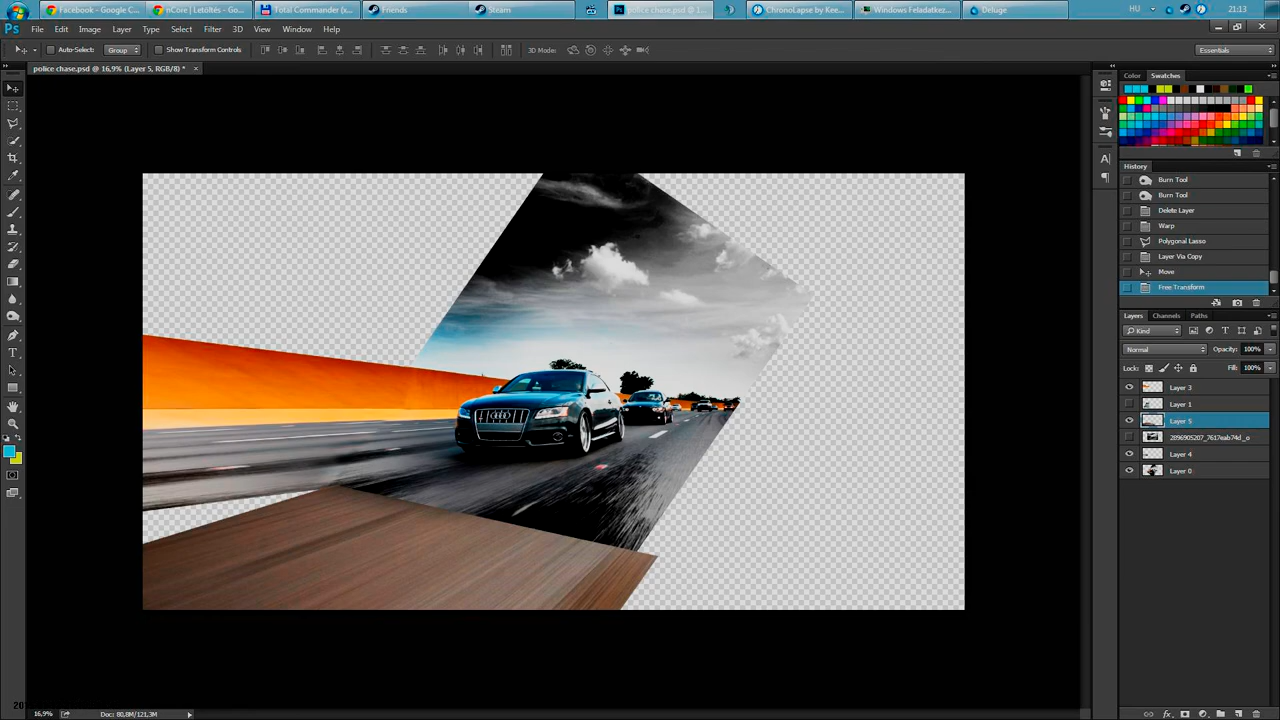 Facebook - Google C...
nCore | Letöltés - Go...
Total Commander (x...
Friends
Steam
police chase.psd @ 1...
ChronoLapse by Kee...
Windows Feladatkez...
Deluge
HU
21:13
Ps File Edit Image Layer Type Select Filter 3D View Window Help
Auto-Select: Group Show Transform Controls 3D Mode: Essentials
police chase.psd @ 16,9% (Layer 5, RGB/8) * ×
Color Swatches
History
Burn Tool
Burn Tool
Delete Layer
Warp
Polygonal Lasso
Layer Via Copy
Move
Free Transform
Layers Channels Paths
Kind
Normal Opacity: 100%
Lock: Fill: 100%
Layer 3
Layer 1
Layer 5
2896905207_7617eab74d_o
Layer 4
Layer 0
16,9% Doc: 80,8M/121,3M